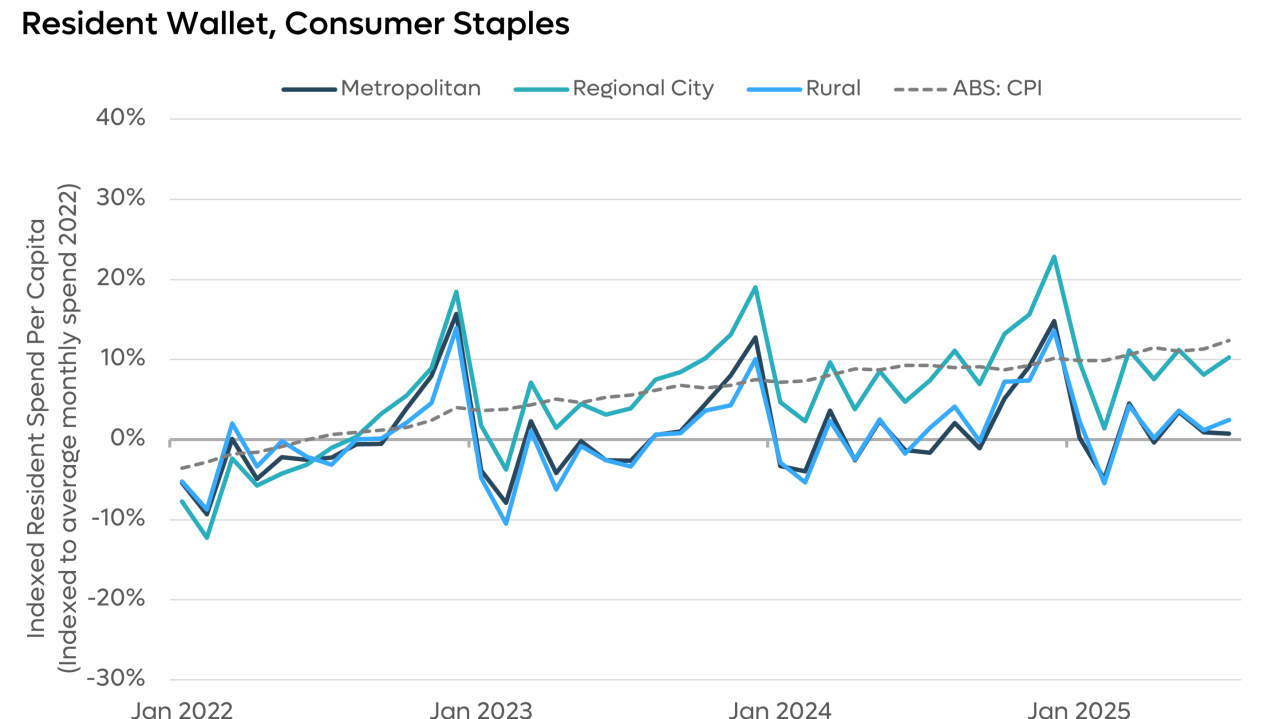 Resident Wallet, Consumer Staples
Metropolitan
Regional City
Rural
ABS: CPI
Indexed Resident Spend Per Capita
(Indexed to average monthly spend 2022)
40%
30%
20%
10%
0%
-10%
-20%
-30%
Jan 2022
Jan 2023
Jan 2024
Jan 2025